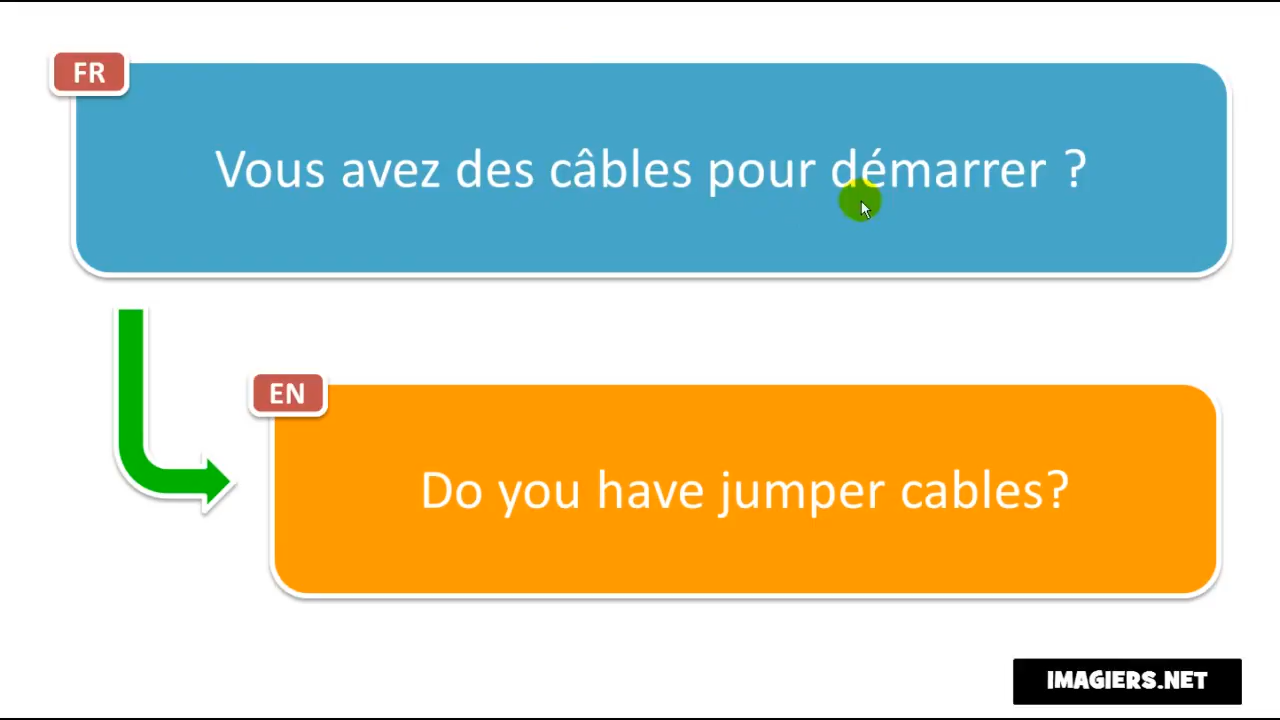 FR
Vous avez des câbles pour démarrer ?
EN
Do you have jumper cables?
IMAGIERS.NET